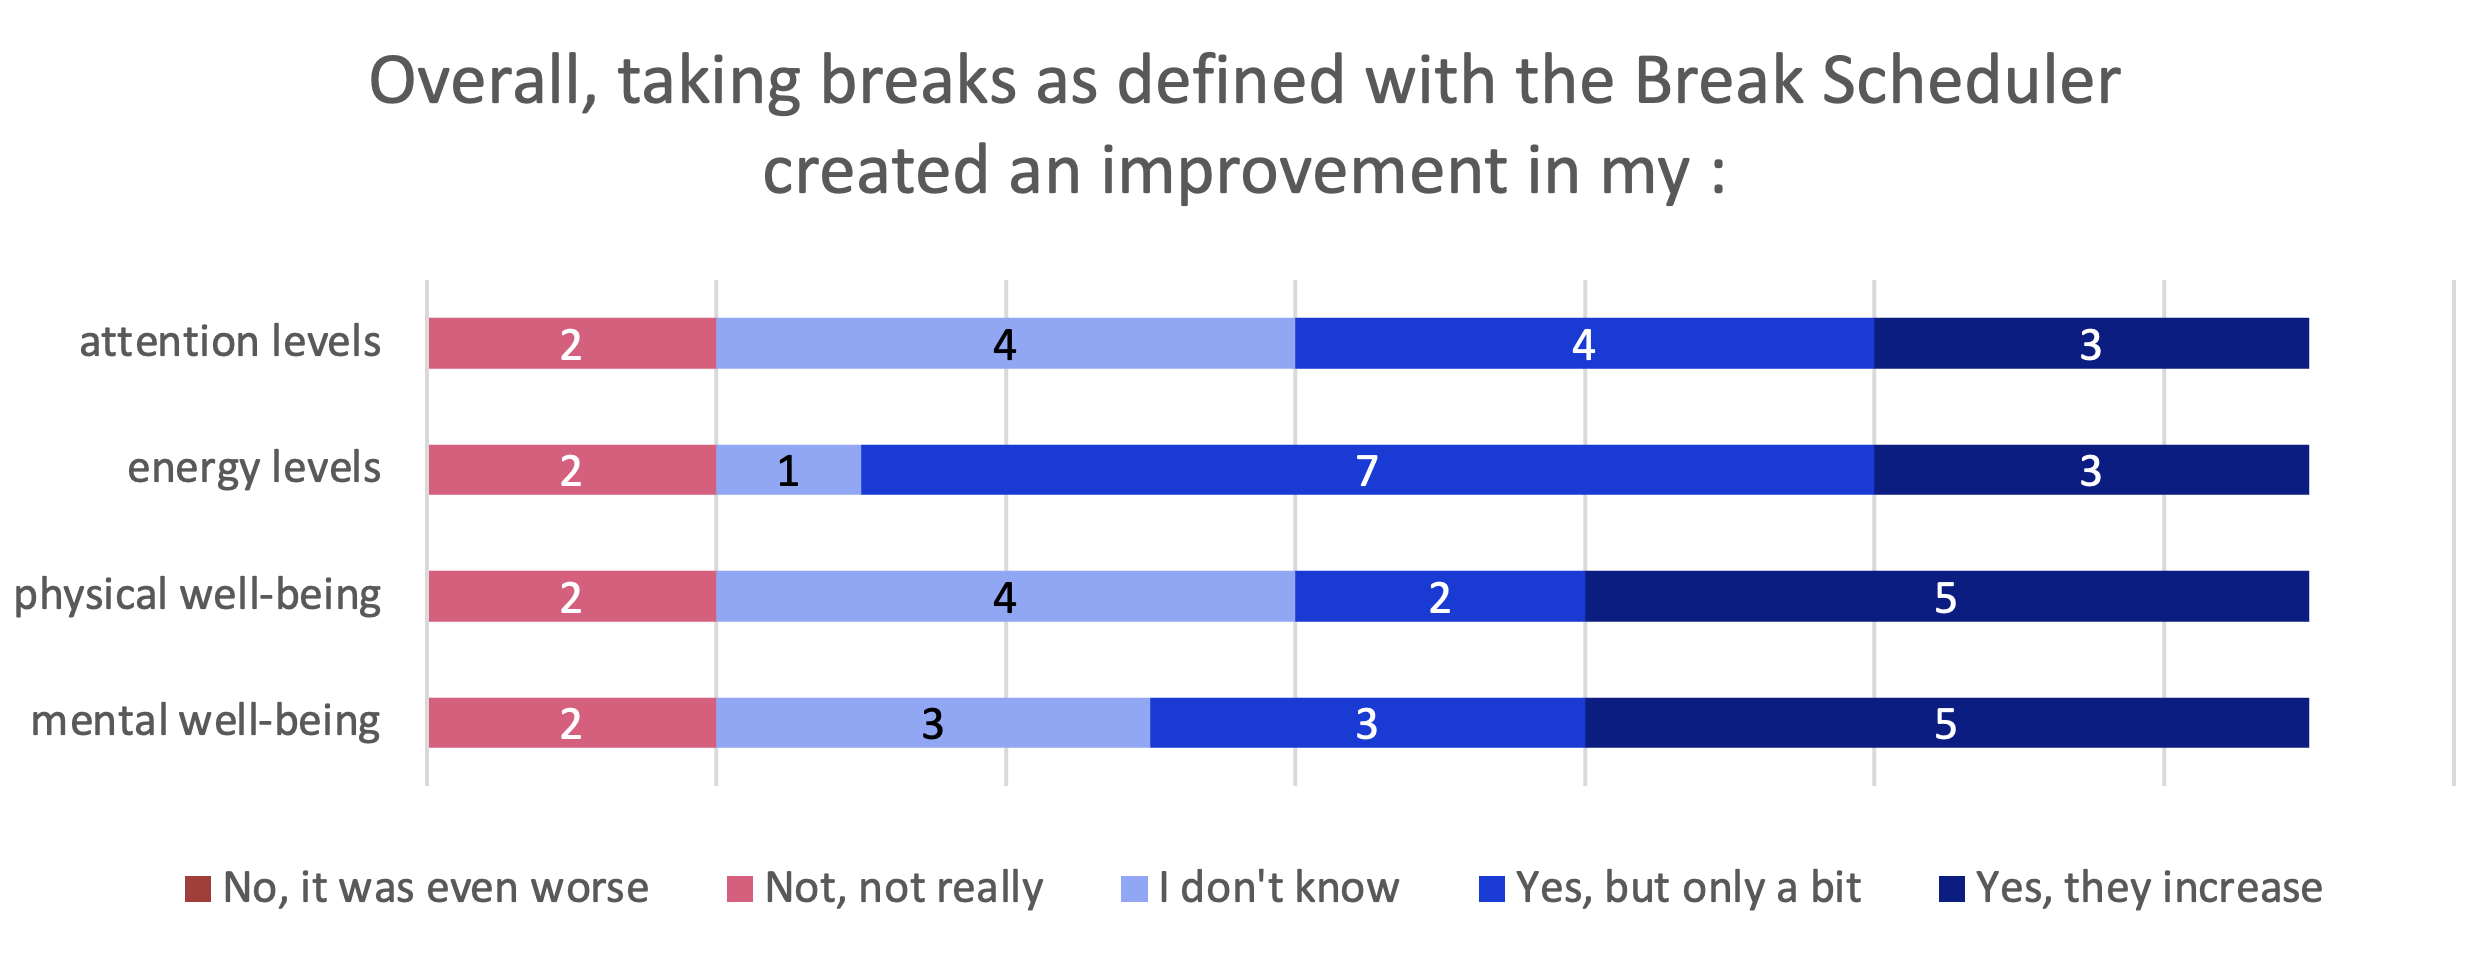 Overall, taking breaks as defined with the Break Scheduler
created an improvement in my :
attention levels 2 4 4 3
energy levels 2 1 7 3
physical well-being 2 4 2 5
mental well-being 2 3 3 5
No, it was even worse Not, not really I don't know Yes, but only a bit Yes, they increase